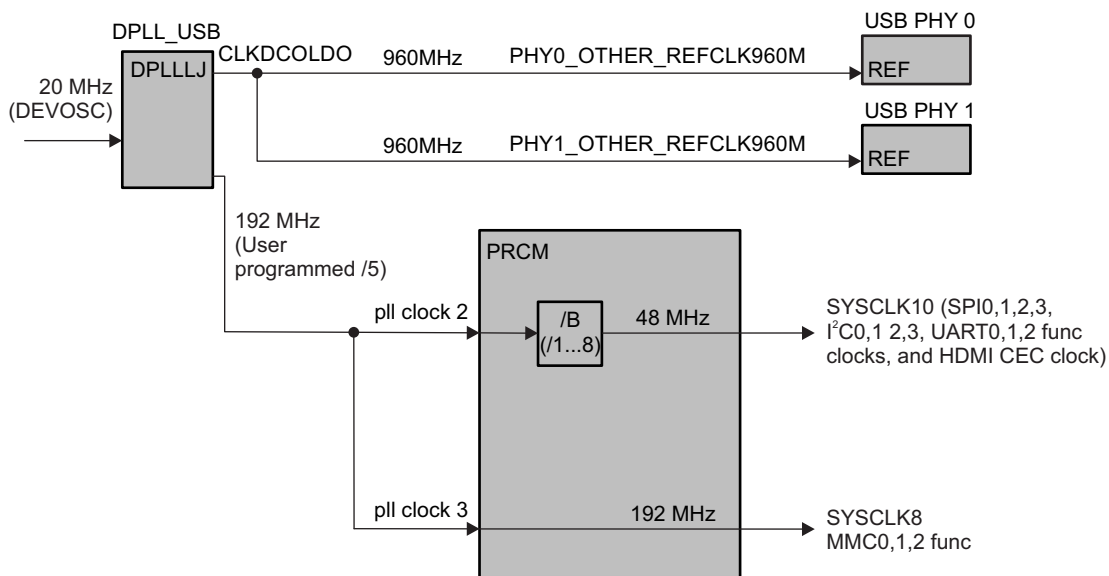 DPLL_USB
DPLLLJ
CLKDCOLDO
20 MHz
(DEVOSC)
960MHz
PHY0_OTHER_REFCLK960M
USB PHY 0
REF
960MHz
PHY1_OTHER_REFCLK960M
USB PHY 1
REF
192 MHz
(User
programmed /5)
PRCM
pll clock 2
/B
(/1...8)
48 MHz
SYSCLK10 (SPI0,1,2,3,
I²C0,1 2,3, UART0,1,2 func
clocks, and HDMI CEC clock)
pll clock 3
192 MHz
SYSCLK8
MMC0,1,2 func